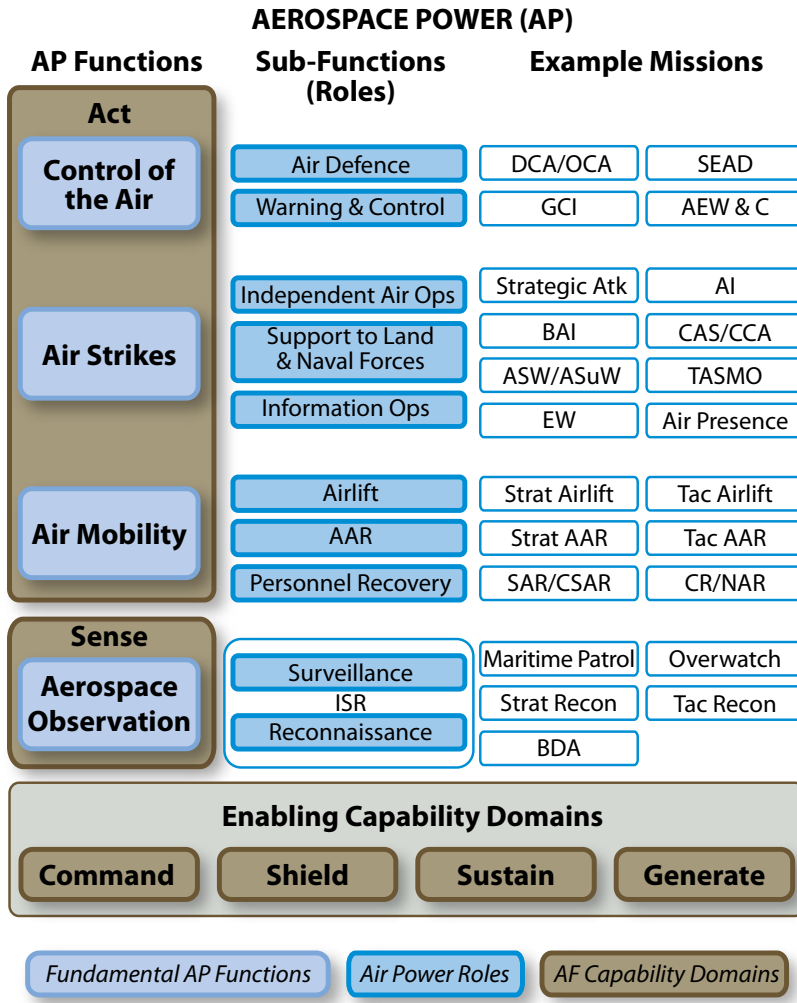 AEROSPACE POWER (AP)
AP Functions
Sub-Functions
(Roles)
Example Missions
Act
Control of
the Air
Air Defence
DCA/OCA
SEAD
Warning & Control
GCI
AEW & C
Air Strikes
Independent Air Ops
Strategic Atk
AI
Support to Land
& Naval Forces
BAI
CAS/CCA
ASW/ASuW
TASMO
Information Ops
EW
Air Presence
Air Mobility
Airlift
Strat Airlift
Tac Airlift
AAR
Strat AAR
Tac AAR
Personnel Recovery
SAR/CSAR
CR/NAR
Sense
Aerospace
Observation
Surveillance
ISR
Reconnaissance
Maritime Patrol
Overwatch
Strat Recon
Tac Recon
BDA
Enabling Capability Domains
Command
Shield
Sustain
Generate
Fundamental AP Functions
Air Power Roles
AF Capability Domains